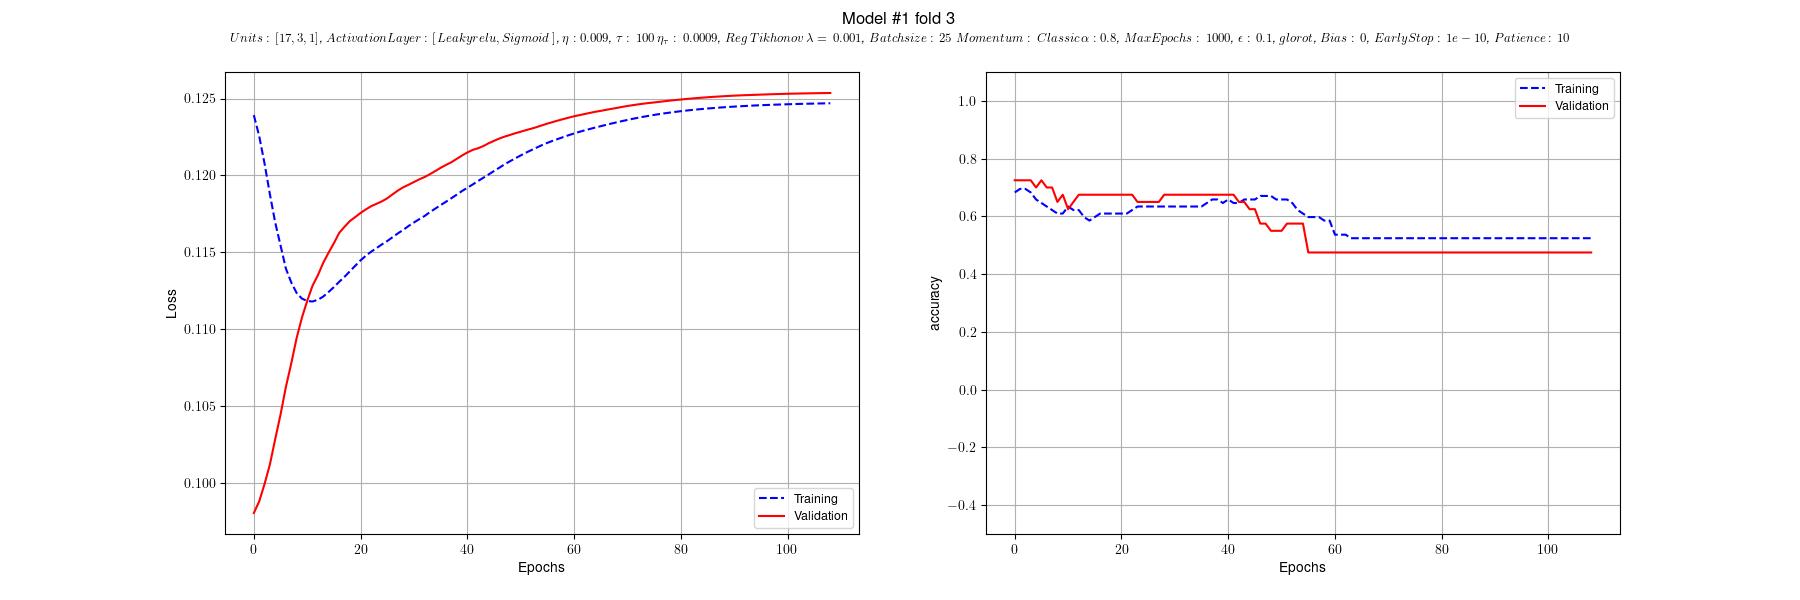 Model #1 fold 3
Units : [17, 3, 1], ActivationLayer : [Leakyrelu, Sigmoid ], η : 0.009, τ : 100 η_τ : 0.0009, Reg Tikhonov λ = 0.001, Batchsize : 25 Momentum : Classic α : 0.8, MaxEpochs : 1000, ϵ : 0.1, glorot, Bias : 0, EarlyStop : 1e − 10, Patience : 10
Loss
0.125
0.120
0.115
0.110
0.105
0.100
Training
Validation
0 20 40 60 80 100
Epochs
accuracy
1.0
0.8
0.6
0.4
0.2
0.0
−0.2
−0.4
Training
Validation
0 20 40 60 80 100
Epochs